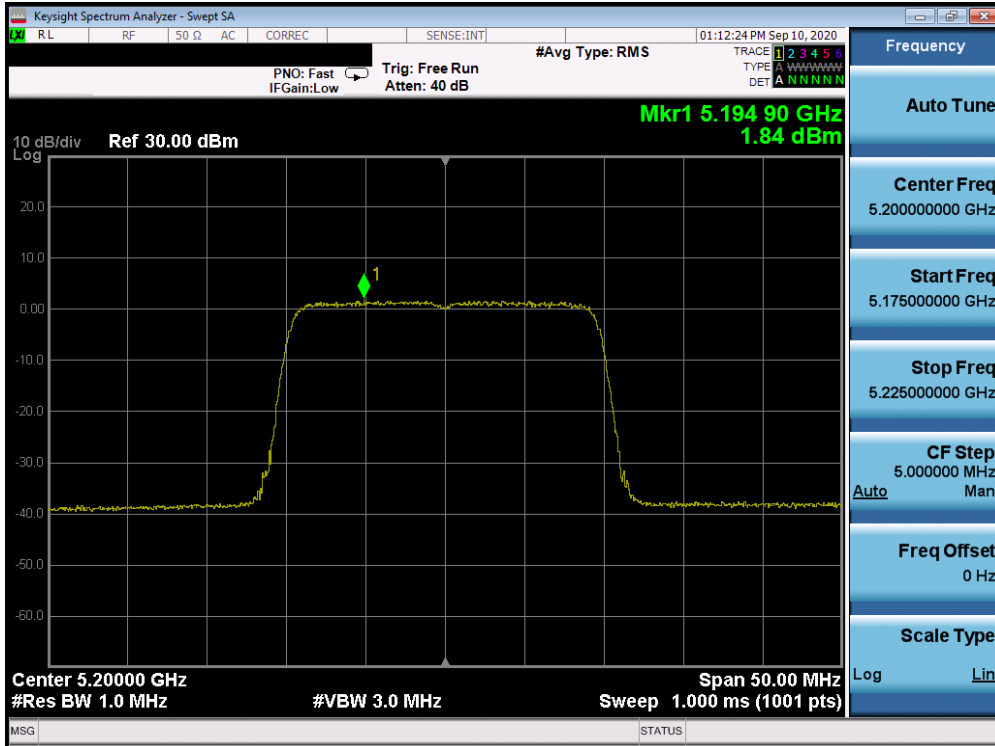 Keysight Spectrum Analyzer - Swept SA
LXI RL RF 50 Ω AC CORREC SENSE:INT 01:12:24 PM Sep 10, 2020
#Avg Type: RMS TRACE 1 2 3 4 5 6
PNO: Fast Trig: Free Run TYPE A WWWWW
IFGain:Low Atten: 40 dB DET A N N N N N
Mkr1 5.194 90 GHz
1.84 dBm
10 dB/div Ref 30.00 dBm
Log
20.0
1
10.0
0.00
-10.0
-20.0
-30.0
-40.0
-50.0
-60.0
Center 5.20000 GHz Span 50.00 MHz
#Res BW 1.0 MHz #VBW 3.0 MHz Sweep 1.000 ms (1001 pts)
MSG STATUS
Frequency
Auto Tune
Center Freq
5.200000000 GHz
Start Freq
5.175000000 GHz
Stop Freq
5.225000000 GHz
CF Step
5.000000 MHz
Auto Man
Freq Offset
0 Hz
Scale Type
Log Lin